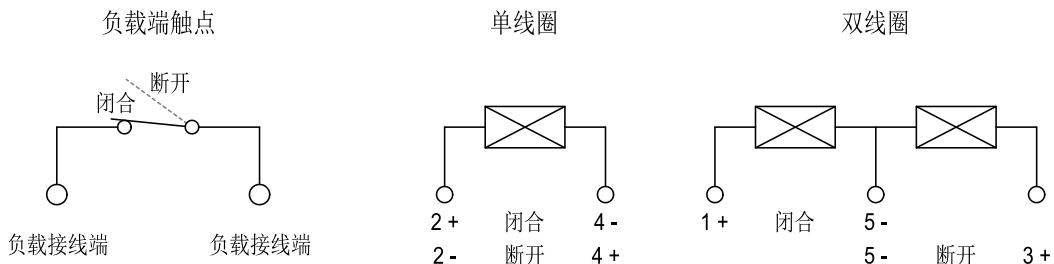 负载端触点
单线圈
双线圈
断开
闭合
2 + 闭合 4 -
1 + 闭合 5 -
负载接线端
负载接线端
2 - 断开 4 +
5 - 断开 3 +